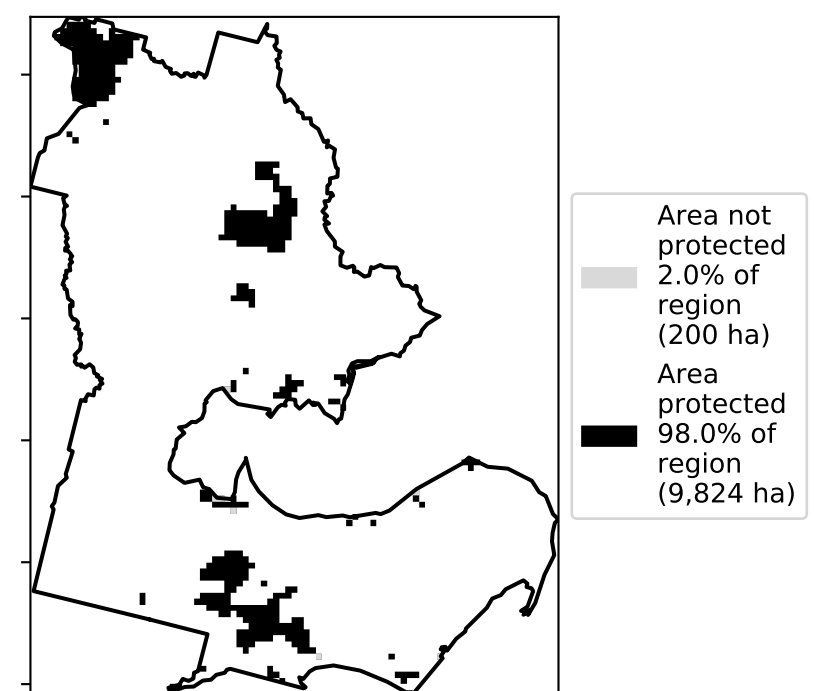 Area not
protected
2.0% of
region
(200 ha)
Area
protected
98.0% of
region
(9,824 ha)